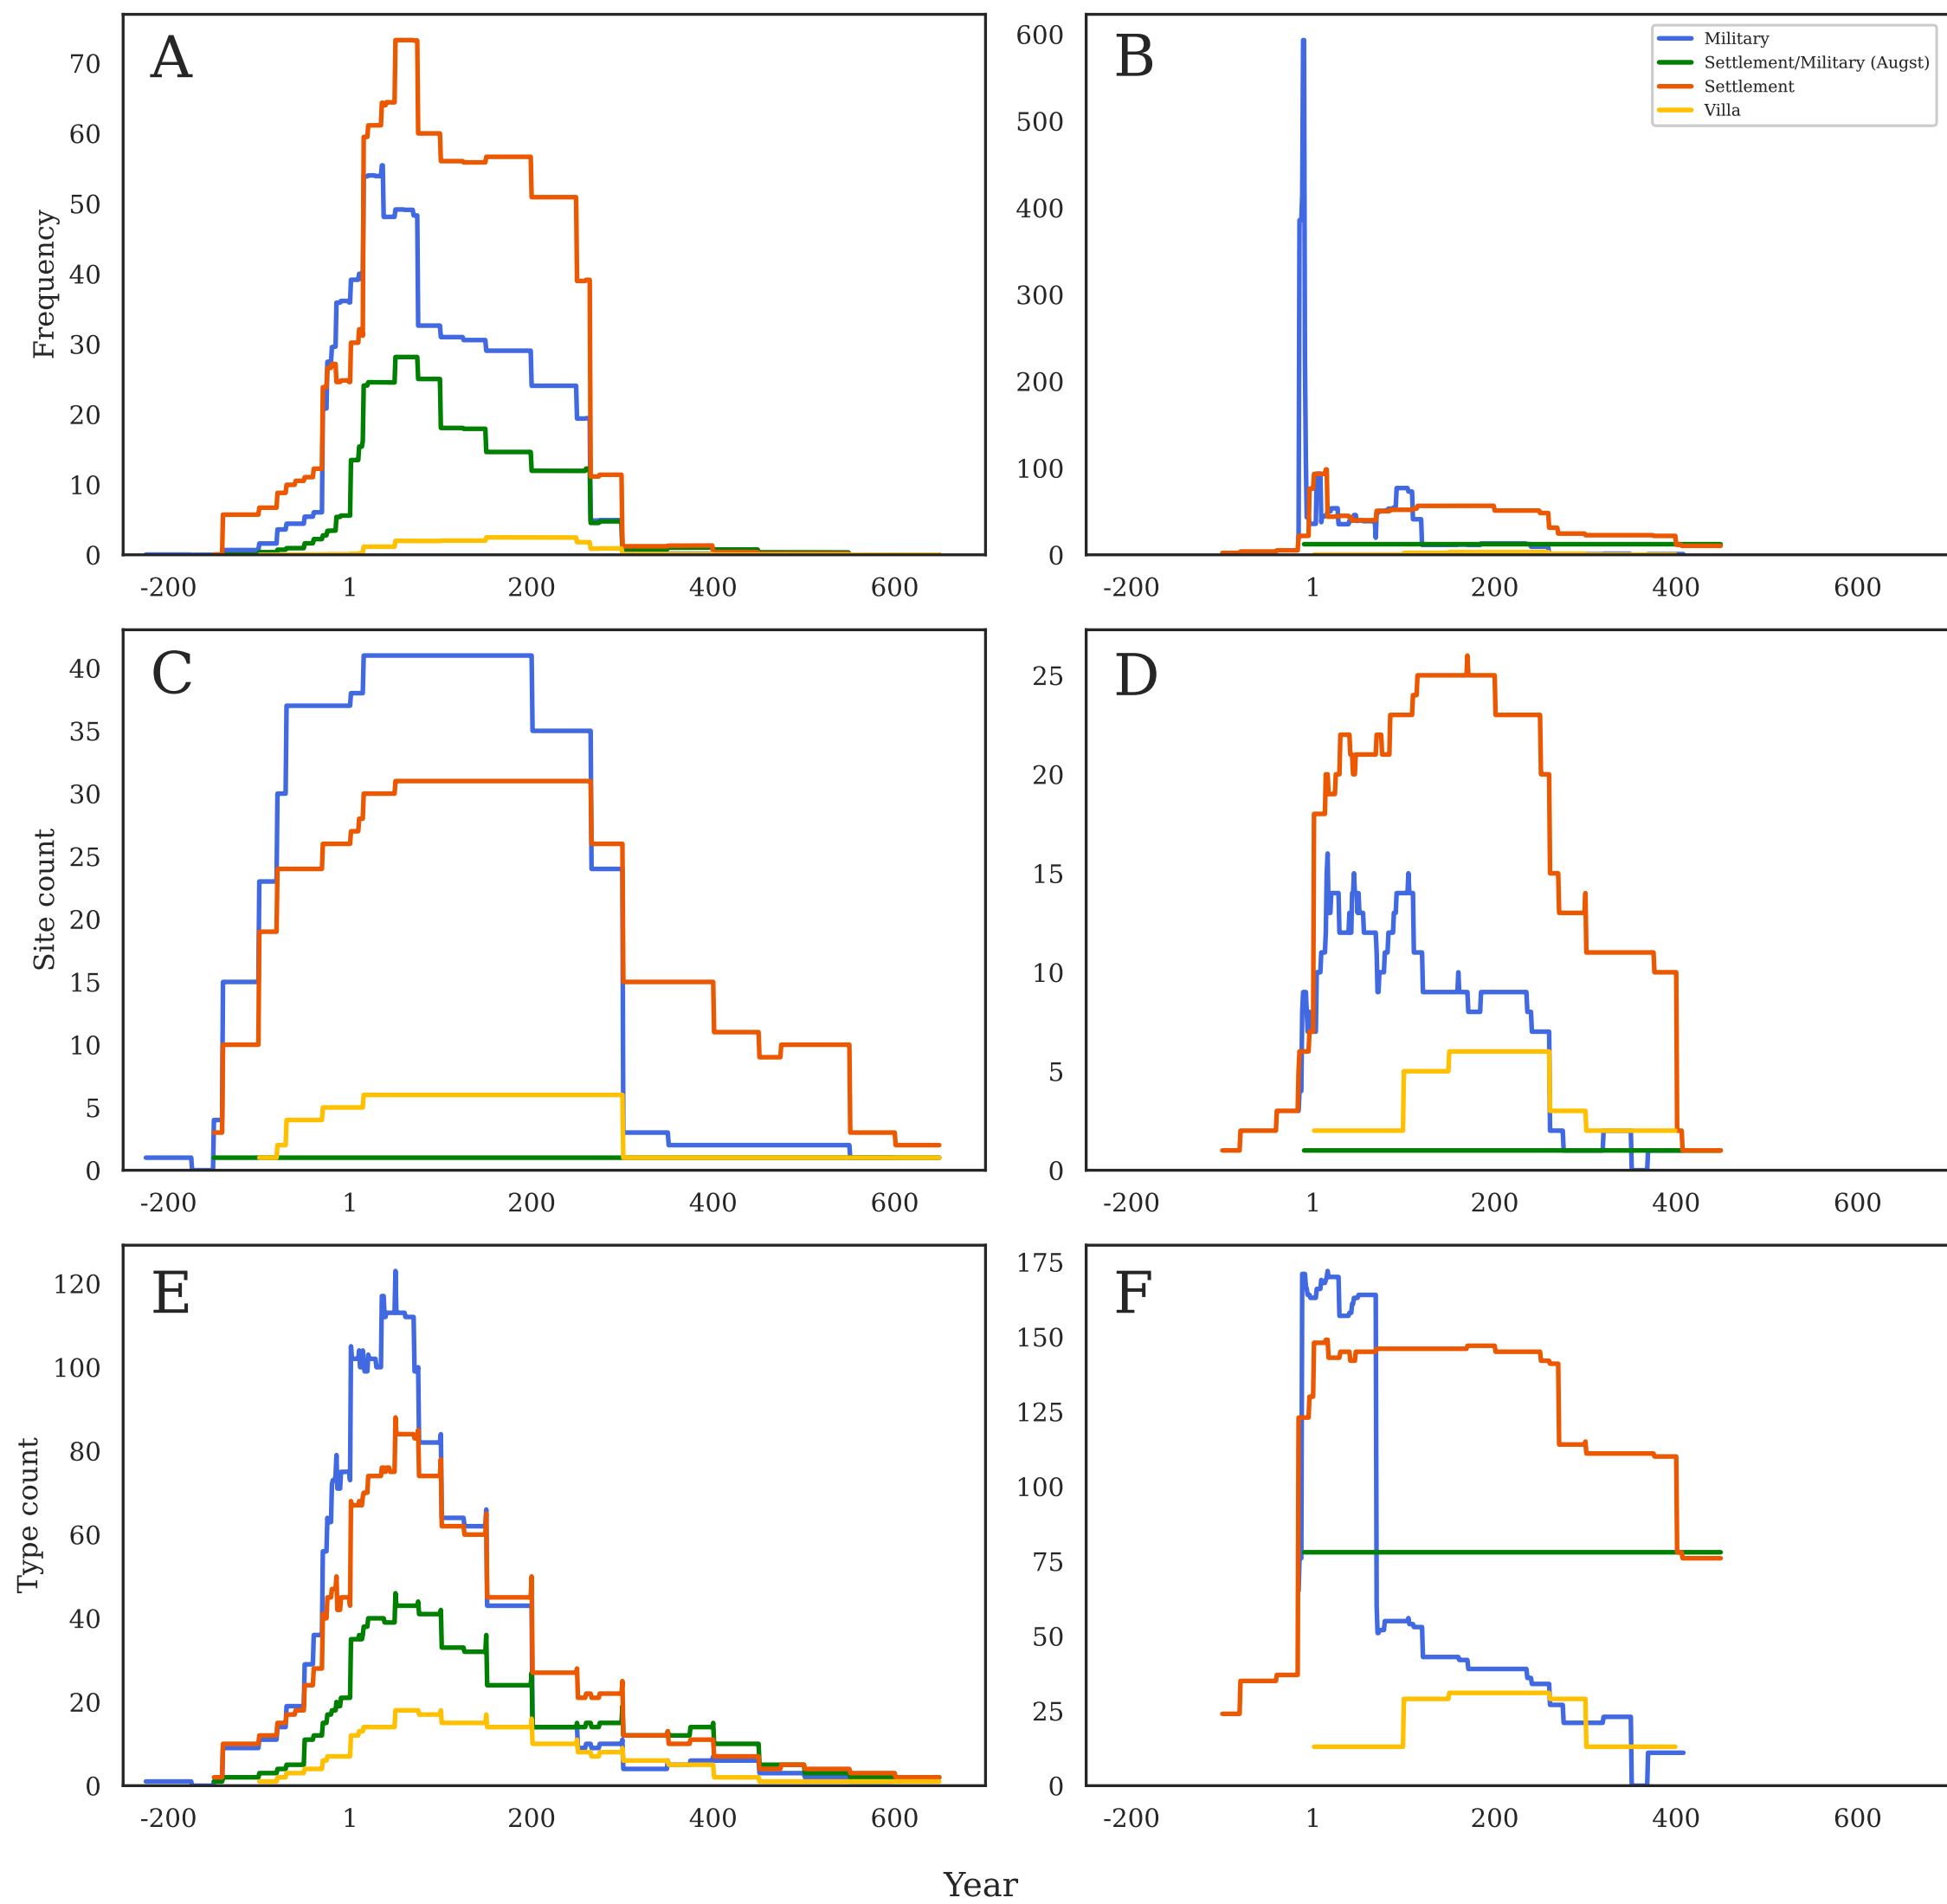 A
Frequency
70
60
50
40
30
20
10
0
-200 1 200 400 600
B
600
500
400
300
200
100
0
-200 1 200 400 600
Military
Settlement/Military (Augst)
Settlement
Villa
C
Site count
40
35
30
25
20
15
10
5
0
-200 1 200 400 600
D
25
20
15
10
5
0
-200 1 200 400 600
E
Type count
120
100
80
60
40
20
0
-200 1 200 400 600
F
175
150
125
100
75
50
25
0
-200 1 200 400 600
Year